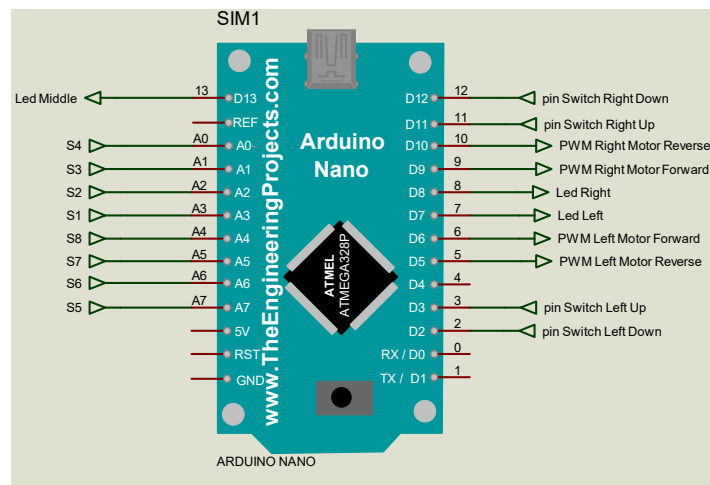 SIM1
Led Middle
13
D13
REF
S4
A0
A0
S3
A1
A1
S2
A2
A2
S1
A3
A3
S8
A4
A4
S7
A5
A5
S6
A6
A6
S5
A7
A7
5V
RST
GND
www.TheEngineeringProjects.com
Arduino
Nano
ATMEL
ATMEGA328P
D12
12
pin Switch Right Down
D11
11
pin Switch Right Up
D10
10
PWM Right Motor Reverse
D9
9
PWM Right Motor Forward
D8
8
Led Right
D7
7
Led Left
D6
6
PWM Left Motor Forward
D5
5
PWM Left Motor Reverse
D4
4
D3
3
pin Switch Left Up
D2
2
pin Switch Left Down
RX / D0
0
TX / D1
1
ARDUINO NANO